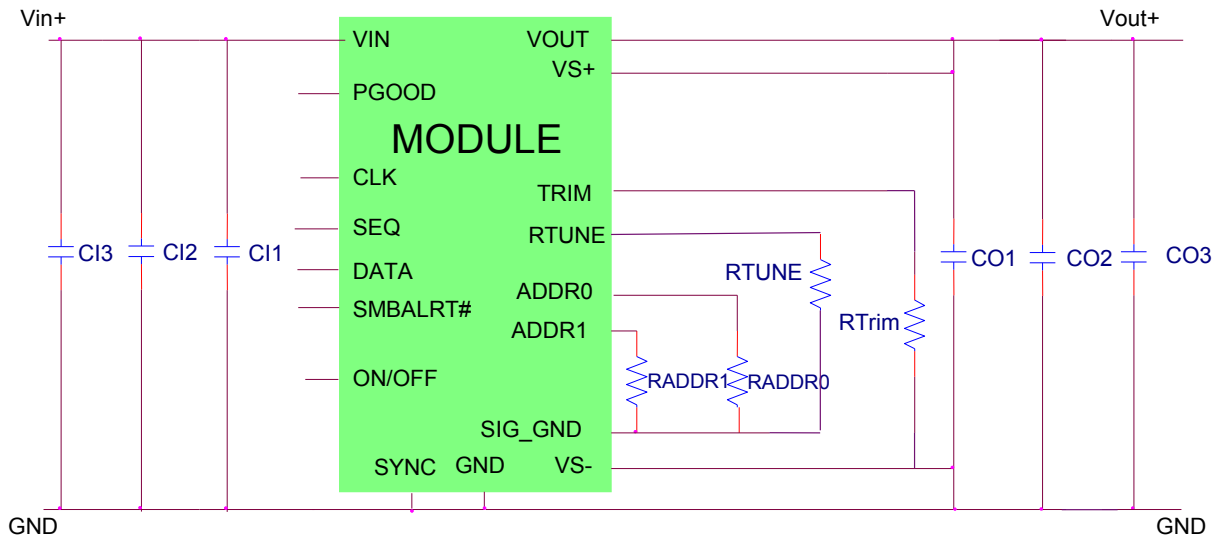 Vin+
Vout+
VIN
VOUT
VS+
PGOOD
MODULE
CLK
TRIM
SEQ
RTUNE
CI3
CI2
CI1
CO1
CO2
CO3
DATA
RTUNE
ADDR0
SMBALRT#
ADDR1
RTrim
ON/OFF
RADDR1
RADDR0
SIG_GND
SYNC
GND
VS-
GND
GND